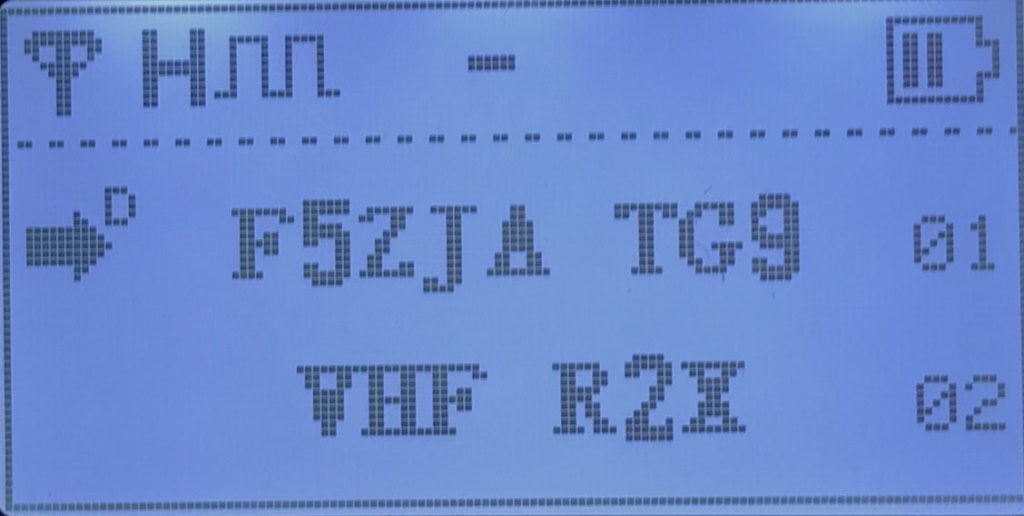 H -
D F5ZJA TG9 01
VHF R2X 02